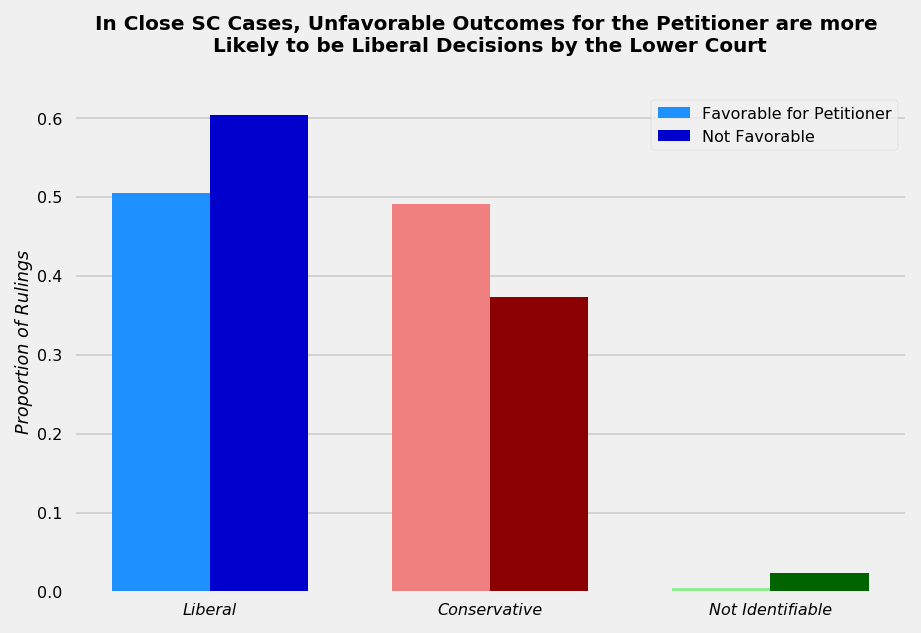 In Close SC Cases, Unfavorable Outcomes for the Petitioner are more
Likely to be Liberal Decisions by the Lower Court
Favorable for Petitioner
Not Favorable
Proportion of Rulings
0.6
0.5
0.4
0.3
0.2
0.1
0.0
Liberal
Conservative
Not Identifiable